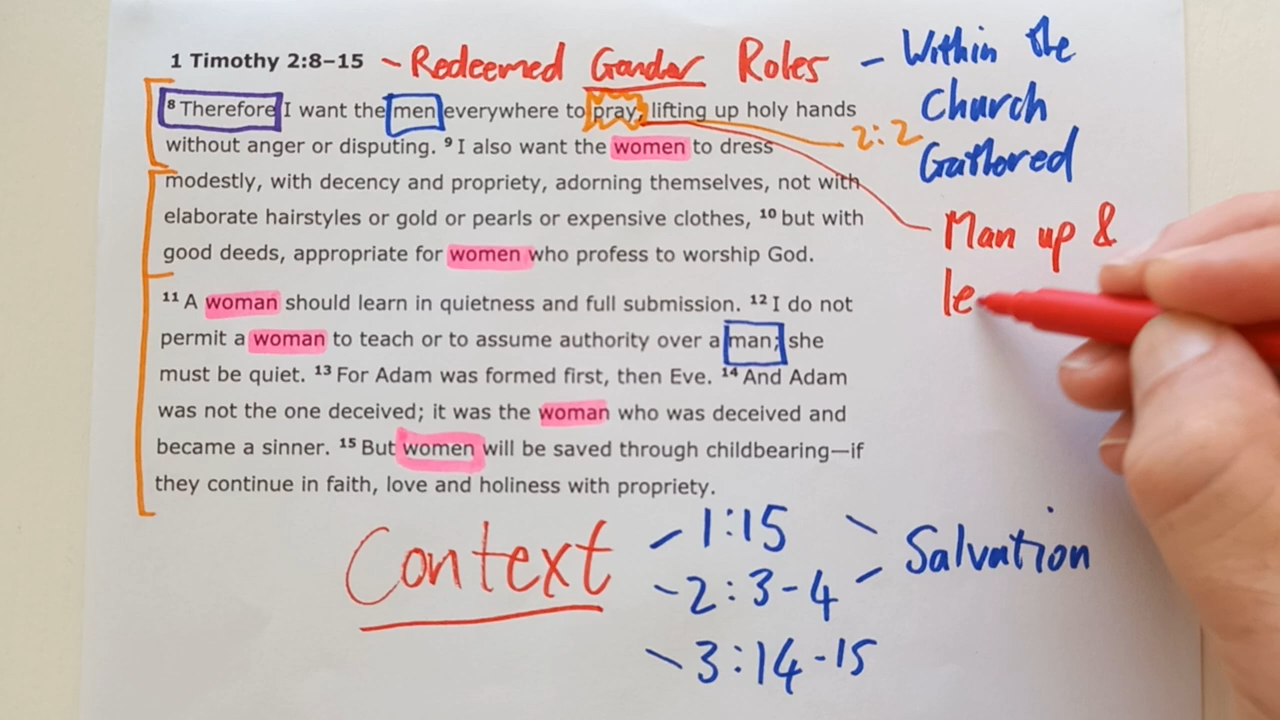 1 Timothy 2:8–15 - Redeemed Gender Roles - Within the
Church
Gathered
⁸ Therefore I want the men everywhere to pray, lifting up holy hands
without anger or disputing. ⁹ I also want the women to dress
2:2
modestly, with decency and propriety, adorning themselves, not with
elaborate hairstyles or gold or pearls or expensive clothes, ¹⁰ but with
good deeds, appropriate for women who profess to worship God.
Man up &
le
¹¹ A woman should learn in quietness and full submission. ¹² I do not
permit a woman to teach or to assume authority over a man; she
must be quiet. ¹³ For Adam was formed first, then Eve. ¹⁴ And Adam
was not the one deceived; it was the woman who was deceived and
became a sinner. ¹⁵ But women will be saved through childbearing—if
they continue in faith, love and holiness with propriety.
Context
- 1:15
- 2:3-4
- 3:14-15
Salvation